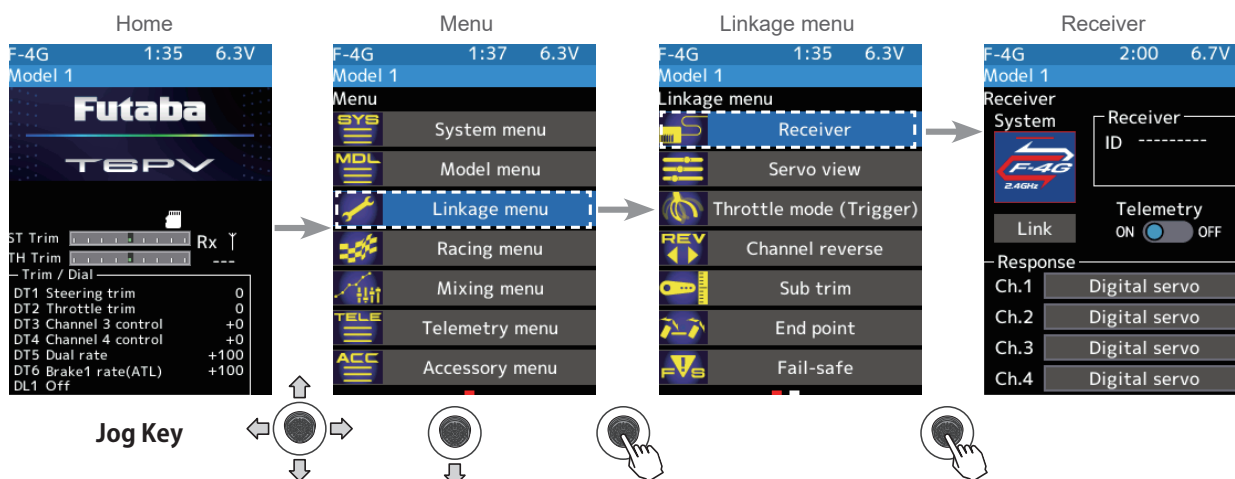 Home
F-4G 1:35 6.3V
Model 1
Futaba
T6PV
ST Trim
Rx
TH Trim
---
Trim / Dial
DT1 Steering trim 0
DT2 Throttle trim 0
DT3 Channel 3 control +0
DT4 Channel 4 control +0
DT5 Dual rate +100
DT6 Brake1 rate(ATL) +100
DL1 Off
Jog Key
Menu
F-4G 1:37 6.3V
Model 1
Menu
SYS System menu
MDL Model menu
Linkage menu
Racing menu
Mixing menu
TELE Telemetry menu
ACC Accessory menu
Linkage menu
F-4G 1:35 6.3V
Model 1
Linkage menu
Receiver
Servo view
Throttle mode (Trigger)
REV Channel reverse
Sub trim
End point
F S Fail-safe
Receiver
F-4G 2:00 6.7V
Model 1
Receiver
System
F-4G
2.4GHz
Link
Receiver
ID ---------
Telemetry
ON OFF
Response
Ch.1 Digital servo
Ch.2 Digital servo
Ch.3 Digital servo
Ch.4 Digital servo